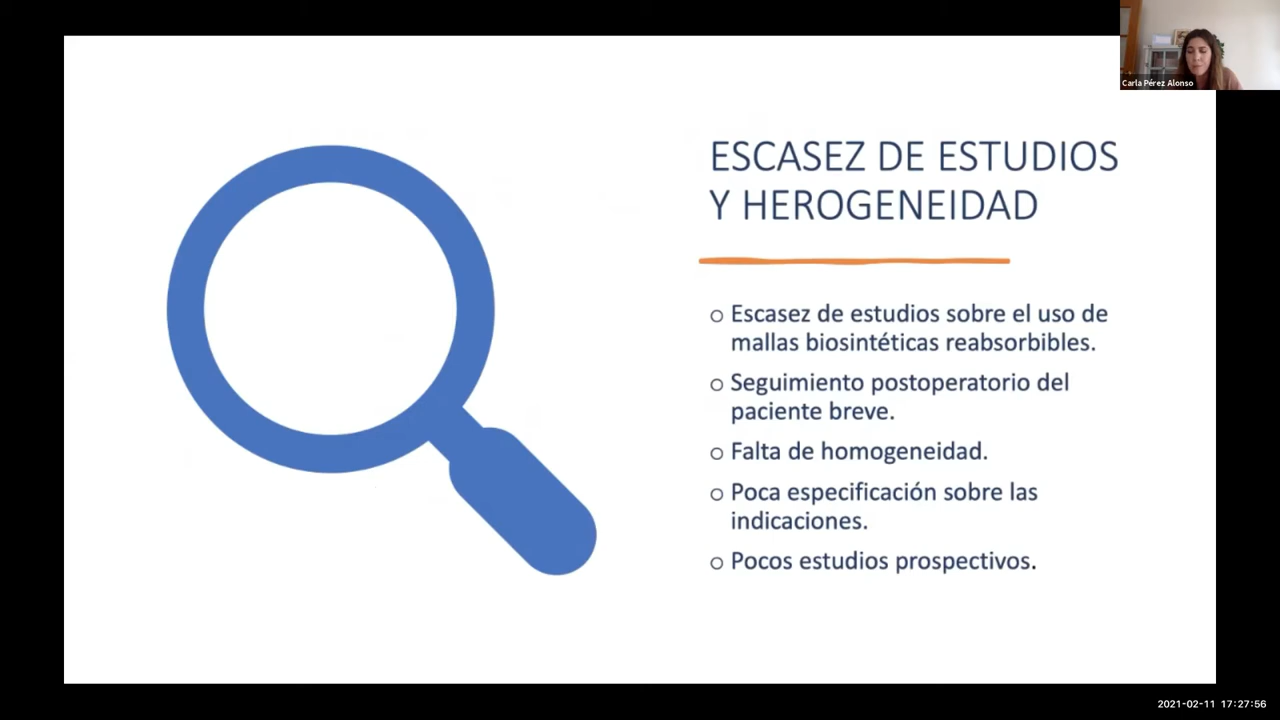 Carla Pérez Alonso
ESCASEZ DE ESTUDIOS
Y HEROGENEIDAD
o Escasez de estudios sobre el uso de
mallas biosintéticas reabsorbibles.
o Seguimiento postoperatorio del
paciente breve.
o Falta de homogeneidad.
o Poca especificación sobre las
indicaciones.
o Pocos estudios prospectivos.
2021-02-11 17:27:56